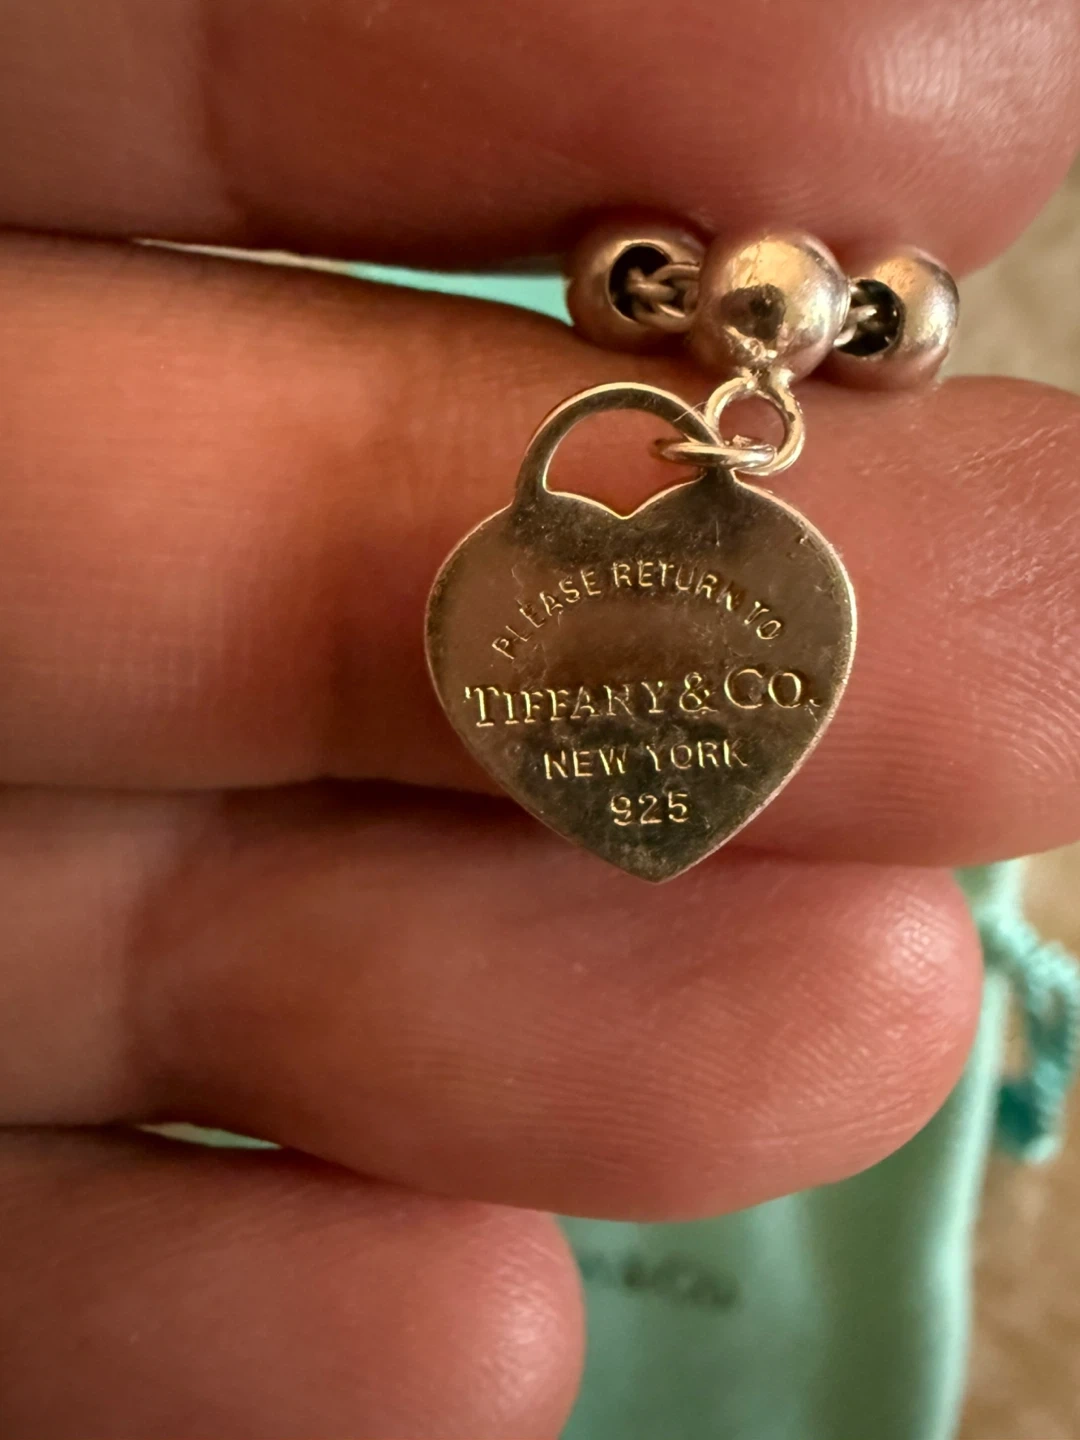 PLEASE RETURN TO
TIFFANY & CO.
NEW YORK
925